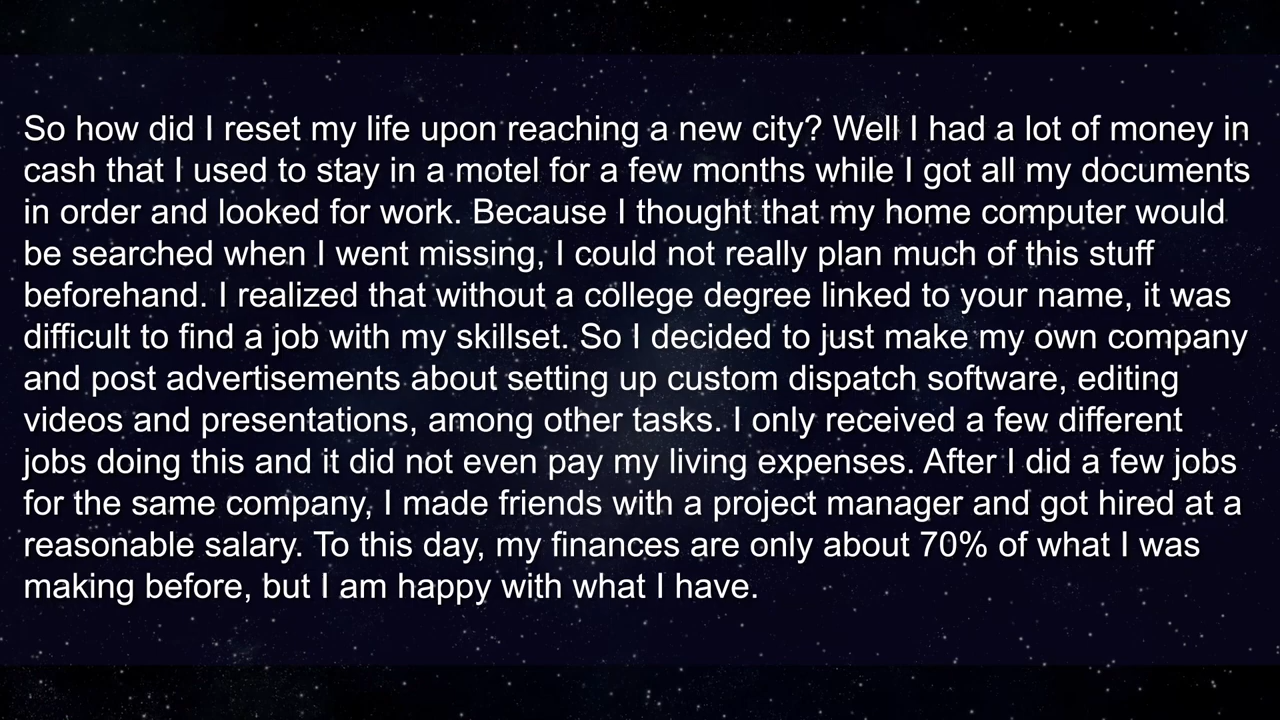 So how did I reset my life upon reaching a new city? Well I had a lot of money in
cash that I used to stay in a motel for a few months while I got all my documents
in order and looked for work. Because I thought that my home computer would
be searched when I went missing, I could not really plan much of this stuff
beforehand. I realized that without a college degree linked to your name, it was
difficult to find a job with my skillset. So I decided to just make my own company
and post advertisements about setting up custom dispatch software, editing
videos and presentations, among other tasks. I only received a few different
jobs doing this and it did not even pay my living expenses. After I did a few jobs
for the same company, I made friends with a project manager and got hired at a
reasonable salary. To this day, my finances are only about 70% of what I was
making before, but I am happy with what I have.